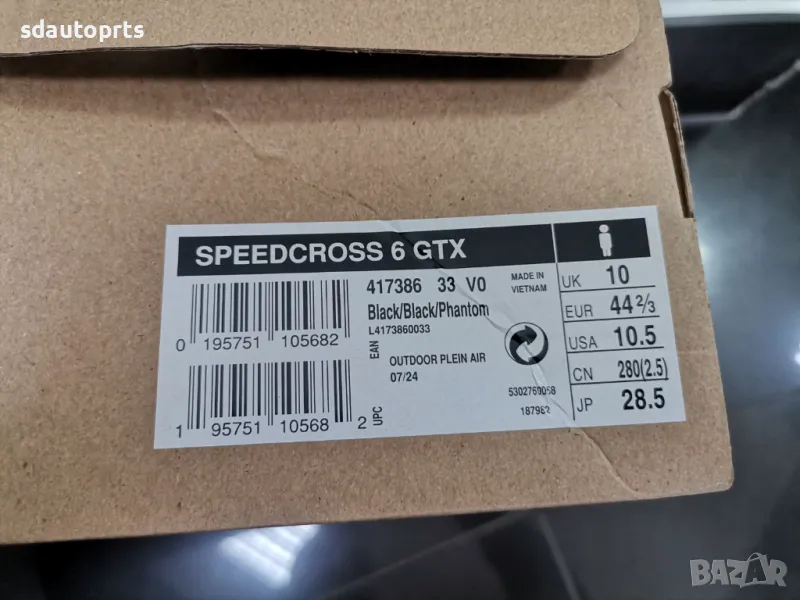 sdautoprts
SPEEDCROSS 6 GTX
417386 33 V0
MADE IN
VIETNAM
Black/Black/Phantom
L4173860033
EAN
0 195751 105682
OUTDOOR PLEIN AIR
07/24
5302760058
187982
UPC
1 95751 10568 2
UK 10
EUR 44 2/3
USA 10.5
CN 280(2.5)
JP 28.5
BAZAR